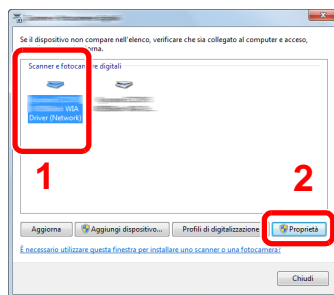 Se il dispositivo non compare nell'elenco, verificare che sia collegato al computer e acceso,
Scanner e fotocamere digitali
WIA
Driver (Network)
1
2
Aggiorna
Aggiungi dispositivo...
Profili di digitalizzazione
Proprietà
È necessario utilizzare questa finestra per installare uno scanner o una fotocamera?
Chiudi